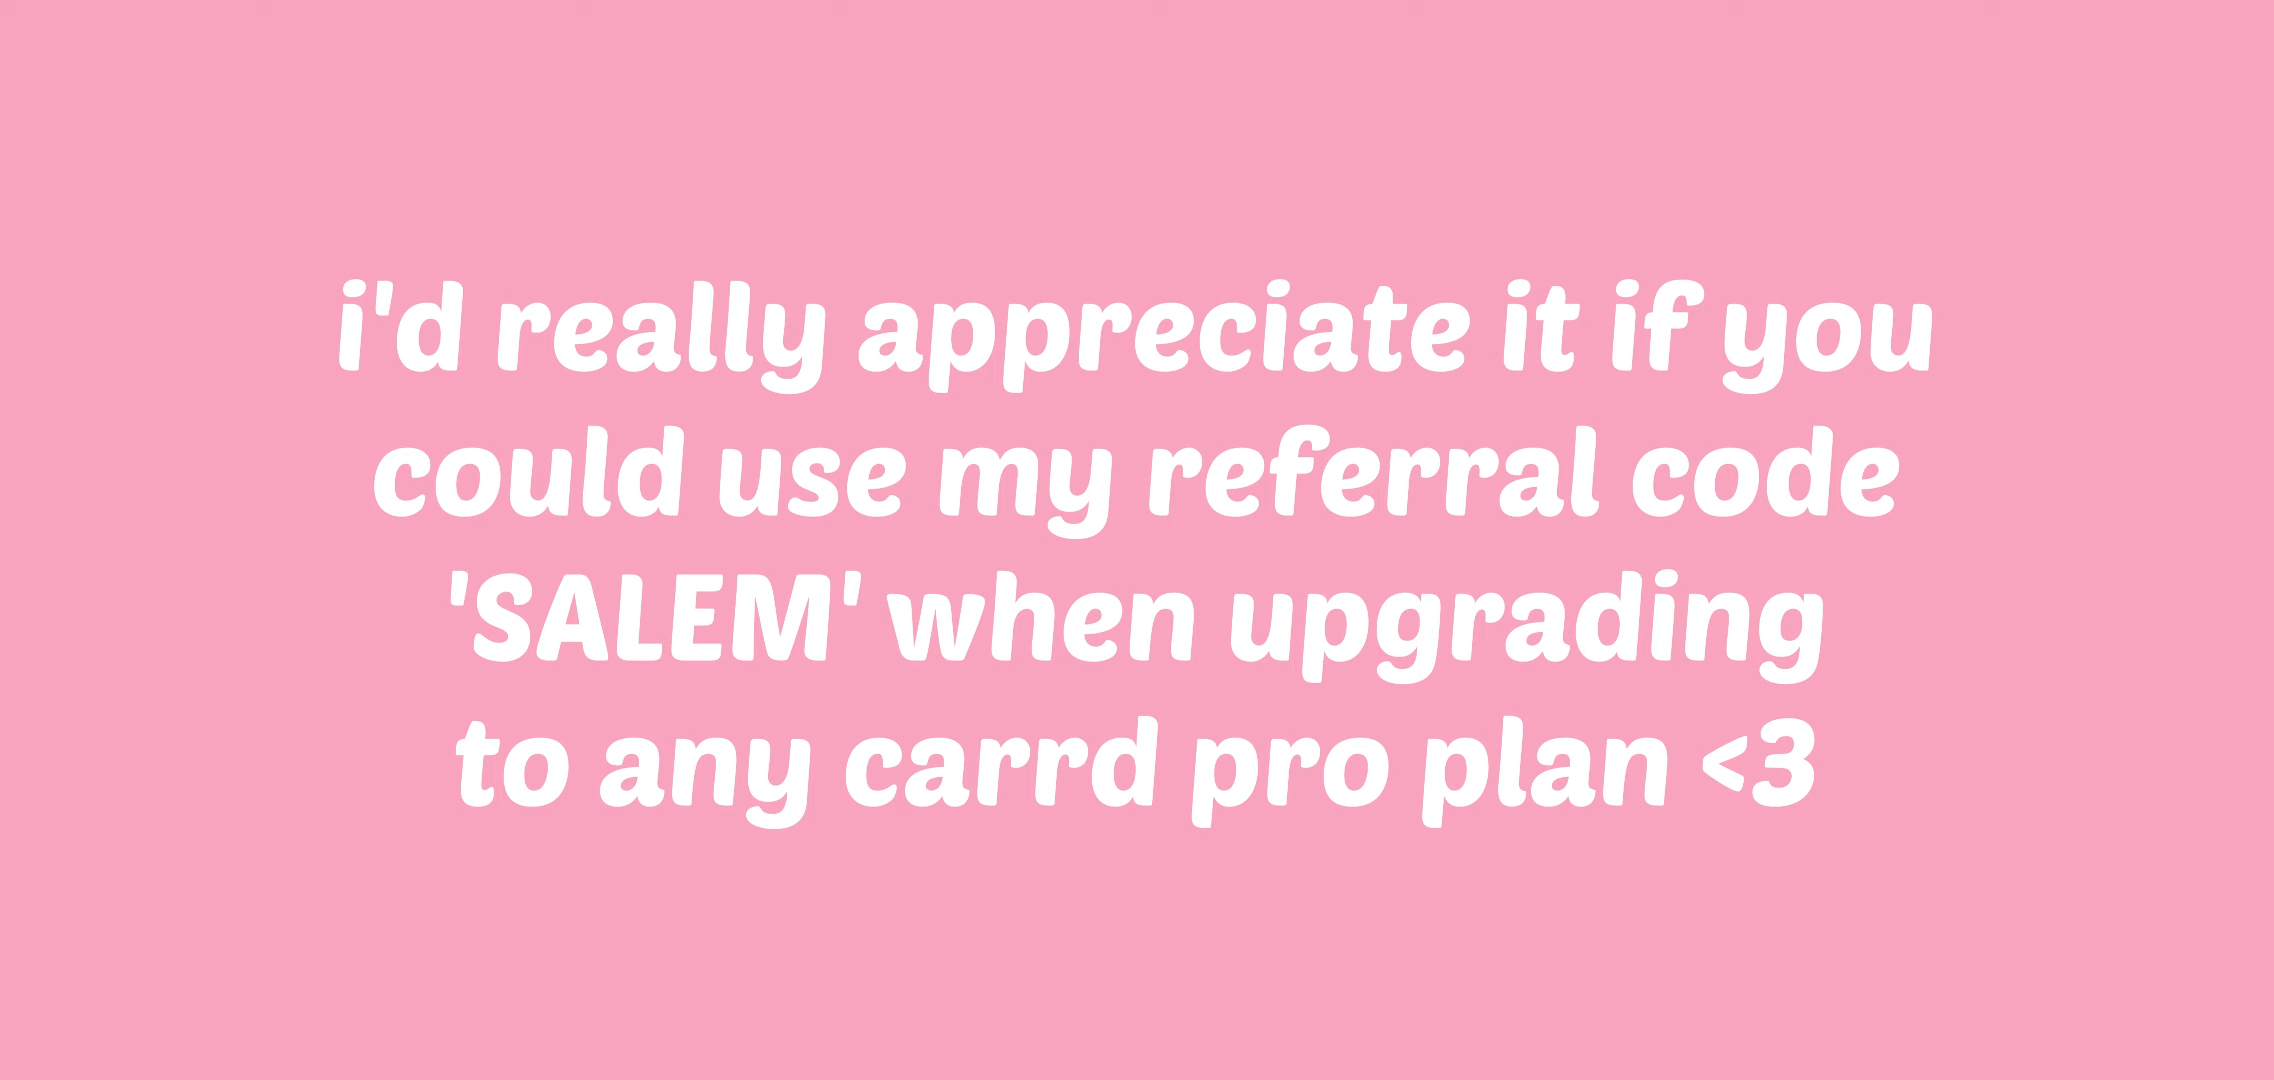 i'd really appreciate it if you
could use my referral code
'SALEM' when upgrading
to any carrd pro plan <3